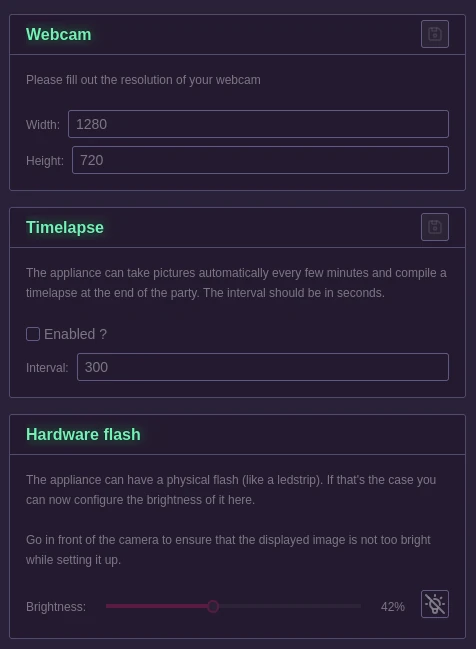 Webcam
Please fill out the resolution of your webcam
Width: 1280
Height: 720
Timelapse
The appliance can take pictures automatically every few minutes and compile a
timelapse at the end of the party. The interval should be in seconds.
Enabled ?
Interval: 300
Hardware flash
The appliance can have a physical flash (like a ledstrip). If that's the case you
can now configure the brightness of it here.
Go in front of the camera to ensure that the displayed image is not too bright
while setting it up.
Brightness: 42%